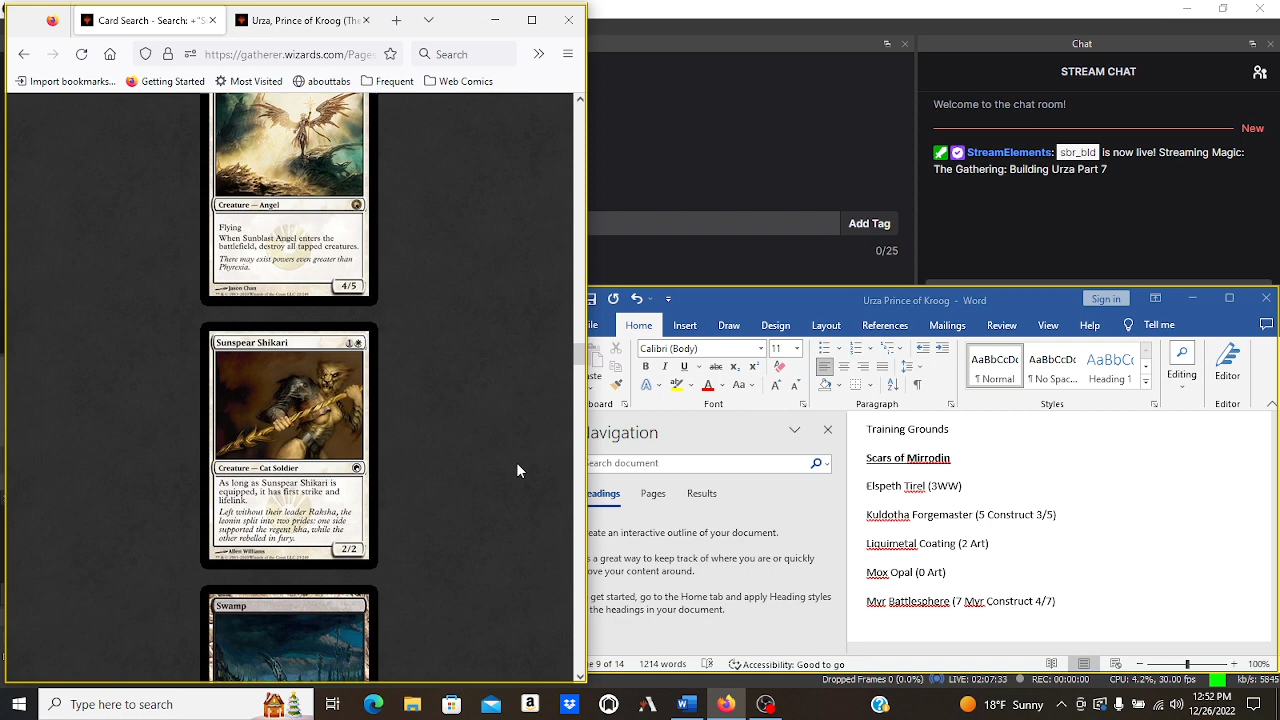 Card Search - Search: +"S
Urza, Prince of Kroog (The
https://gatherer.wizards.com/Pages
Search
Import bookmarks...
Getting Started
Most Visited
abouttabs
Frequent
Web Comics
Creature — Angel
Flying
When Sunblast Angel enters the
battlefield, destroy all tapped creatures.
There may exist powers even greater than
Phyrexia.
Jason Chan
4/5
Sunspear Shikari
1
Creature — Cat Soldier
As long as Sunspear Shikari is
equipped, it has first strike and
lifelink.
Left without their leader Raksha, the
leonin split into two prides: one side
supported the regent kha, while the
other rebelled in fury.
Allen Williams
2/2
Swamp
Chat
STREAM CHAT
Welcome to the chat room!
New
StreamElements: sbr_bld is now live! Streaming Magic:
The Gathering: Building Urza Part 7
Add Tag
0/25
Urza Prince of Kroog - Word
Sign in
ile
Home
Insert
Draw
Design
Layout
References
Mailings
Review
View
Help
Tell me
aste
Calibri (Body)
11
AaBbCcDc
AaBbCcDc
AaBbCc
¶ Normal
¶ No Spac...
Heading 1
Editing
Editor
board
Font
Paragraph
Styles
Editor
Navigation
earch document
eadings
Pages
Results
eate an interactive outline of your document.
s a great way to keep track of where you are or quickly
ove your content around.
get started, go to the Home tab and apply Heading styles
the headings in your document.
Training Grounds
Scars of Mirrodin
Elspeth Tirel (3WW)
Kuldotha Forgemaster (5 Construct 3/5)
Liquimetal Coating (2 Art)
Mox Opal (0 Art)
Myr Battlesphere (7 Myr Construct 4/7)
ge 9 of 14
1214 words
Accessibility: Good to go
100%
Dropped Frames 0 (0.0%)
LIVE: 02:07:33
REC: 00:00:00
CPU: 4.2%, 30.00 fps
kb/s: 5845
Type here to search
18°F Sunny
12:52 PM
12/26/2022